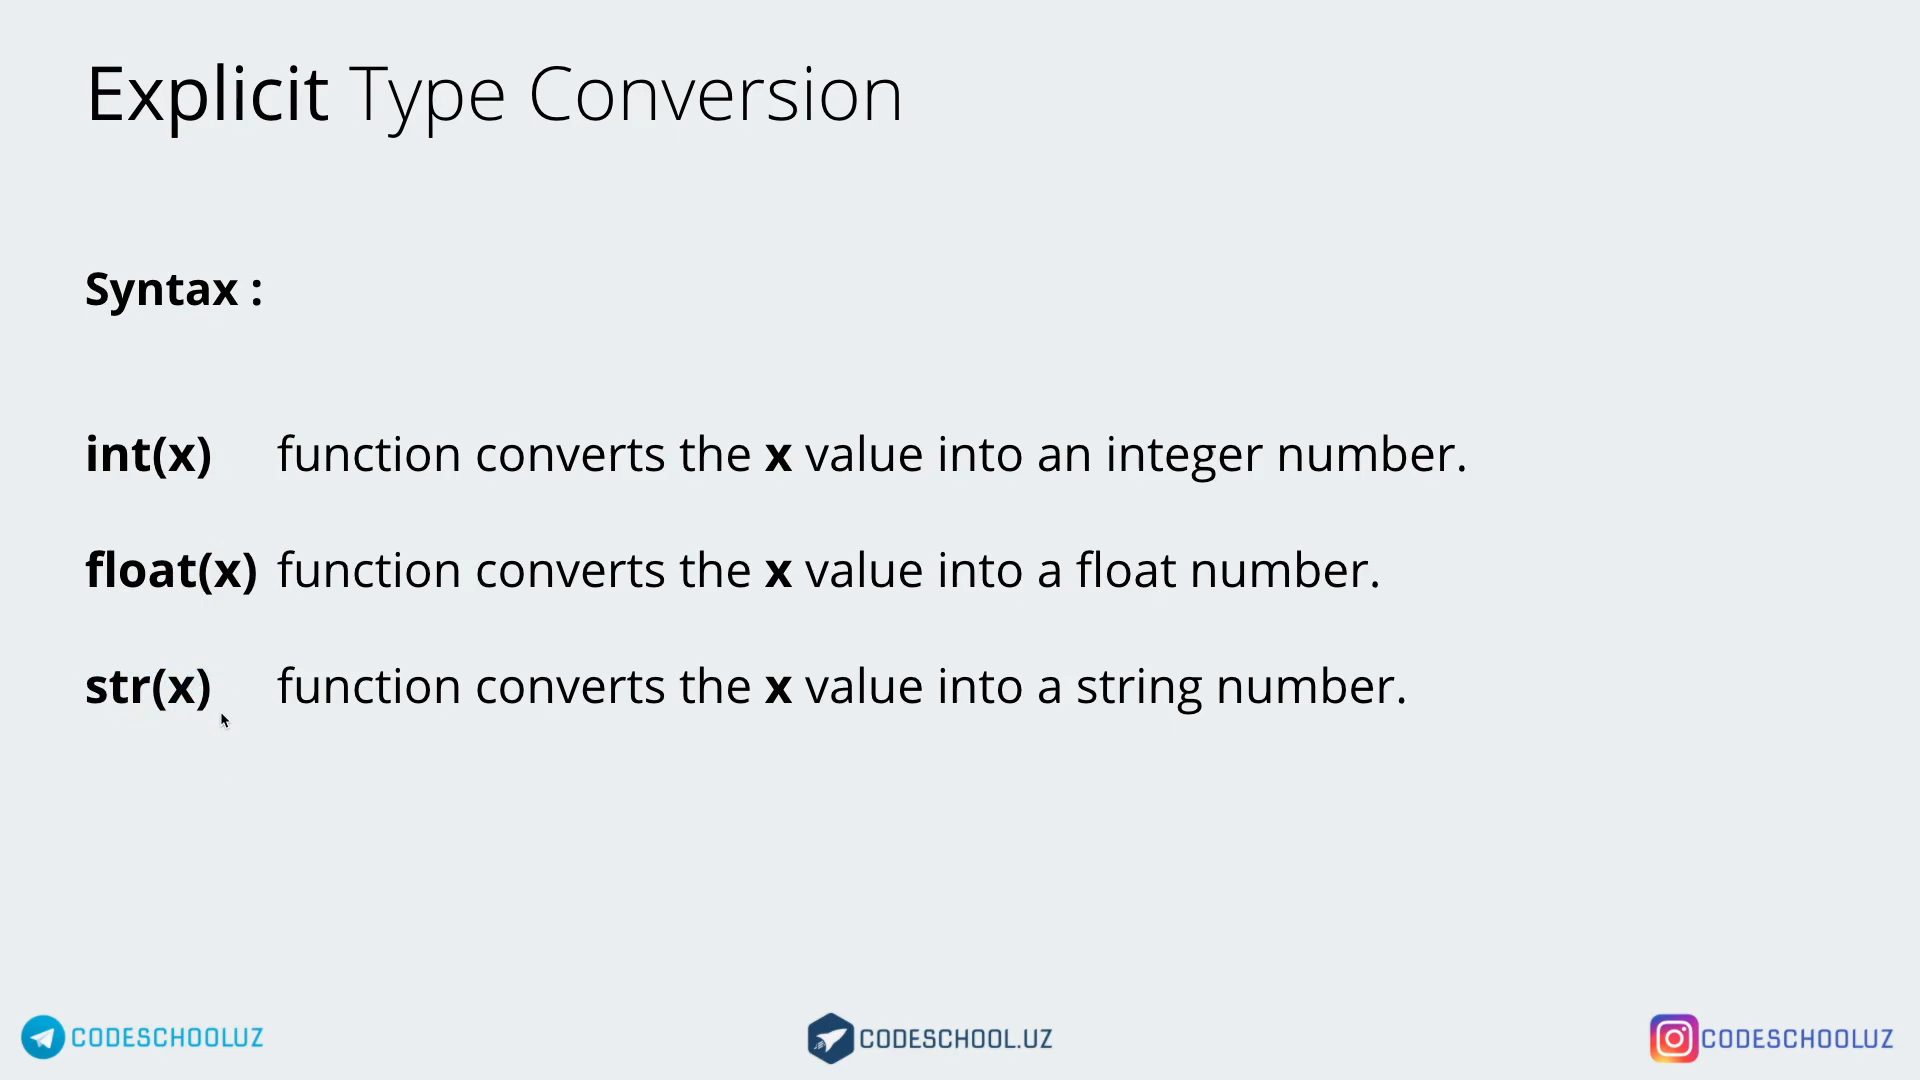 Explicit Type Conversion
Syntax :
int(x) function converts the x value into an integer number.
float(x) function converts the x value into a float number.
str(x) function converts the x value into a string number.
CODESCHOOLUZ CODESCHOOL.UZ CODESCHOOLUZ